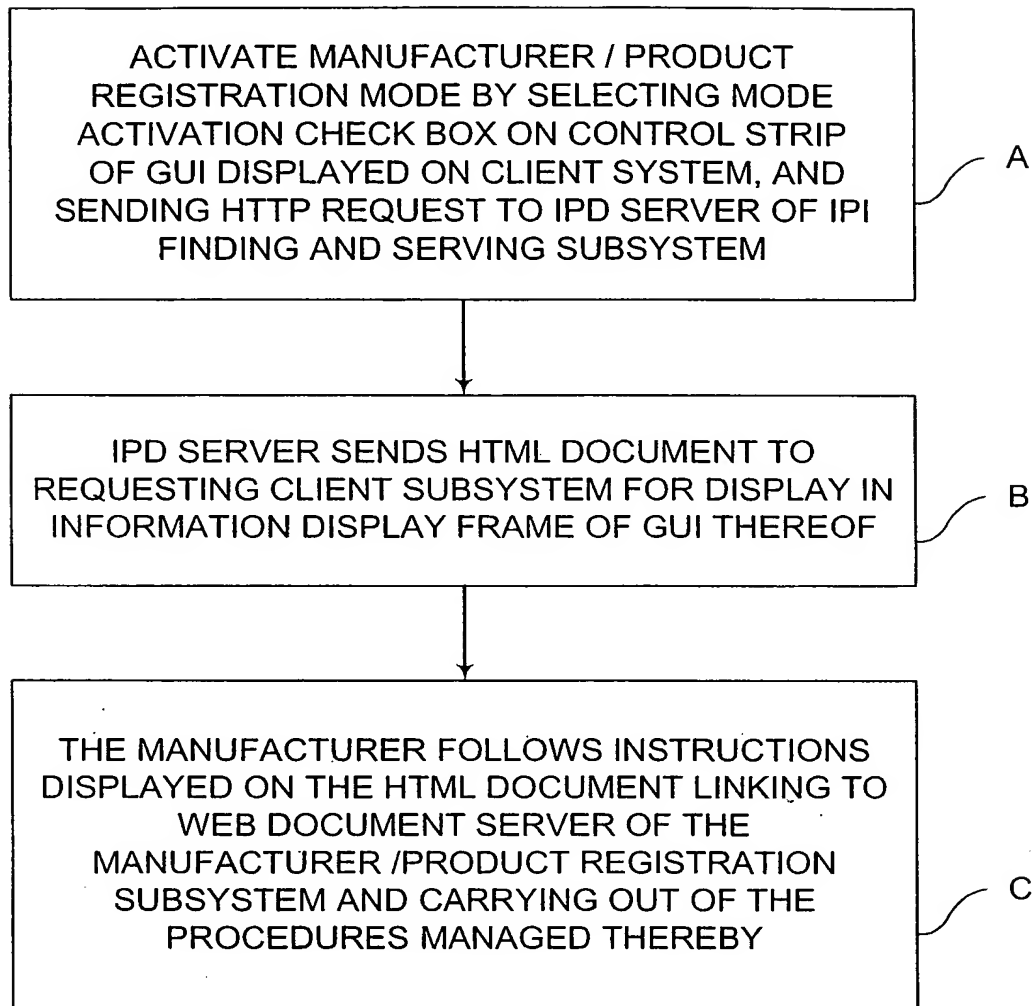 ACTIVATE MANUFACTURER / PRODUCT
REGISTRATION MODE BY SELECTING MODE
ACTIVATION CHECK BOX ON CONTROL STRIP
OF GUI DISPLAYED ON CLIENT SYSTEM, AND
SENDING HTTP REQUEST TO IPD SERVER OF IPI
FINDING AND SERVING SUBSYSTEM
A
IPD SERVER SENDS HTML DOCUMENT TO
REQUESTING CLIENT SUBSYSTEM FOR DISPLAY IN
INFORMATION DISPLAY FRAME OF GUI THEREOF
B
THE MANUFACTURER FOLLOWS INSTRUCTIONS
DISPLAYED ON THE HTML DOCUMENT LINKING TO
WEB DOCUMENT SERVER OF THE
MANUFACTURER /PRODUCT REGISTRATION
SUBSYSTEM AND CARRYING OUT OF THE
PROCEDURES MANAGED THEREBY
C